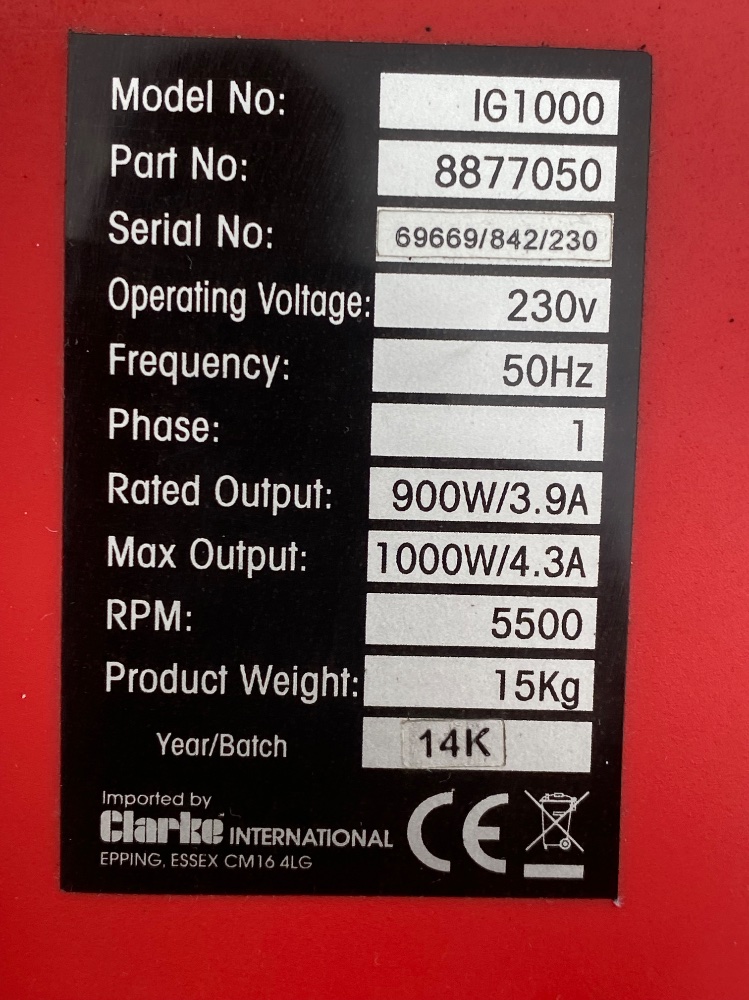 Model No: IG1000
Part No: 8877050
Serial No: 69669/842/230
Operating Voltage: 230v
Frequency: 50Hz
Phase: 1
Rated Output: 900W/3.9A
Max Output: 1000W/4.3A
RPM: 5500
Product Weight: 15Kg
Year/Batch 14K
Imported by
Clarke INTERNATIONAL
EPPING, ESSEX CM16 4LG
CE